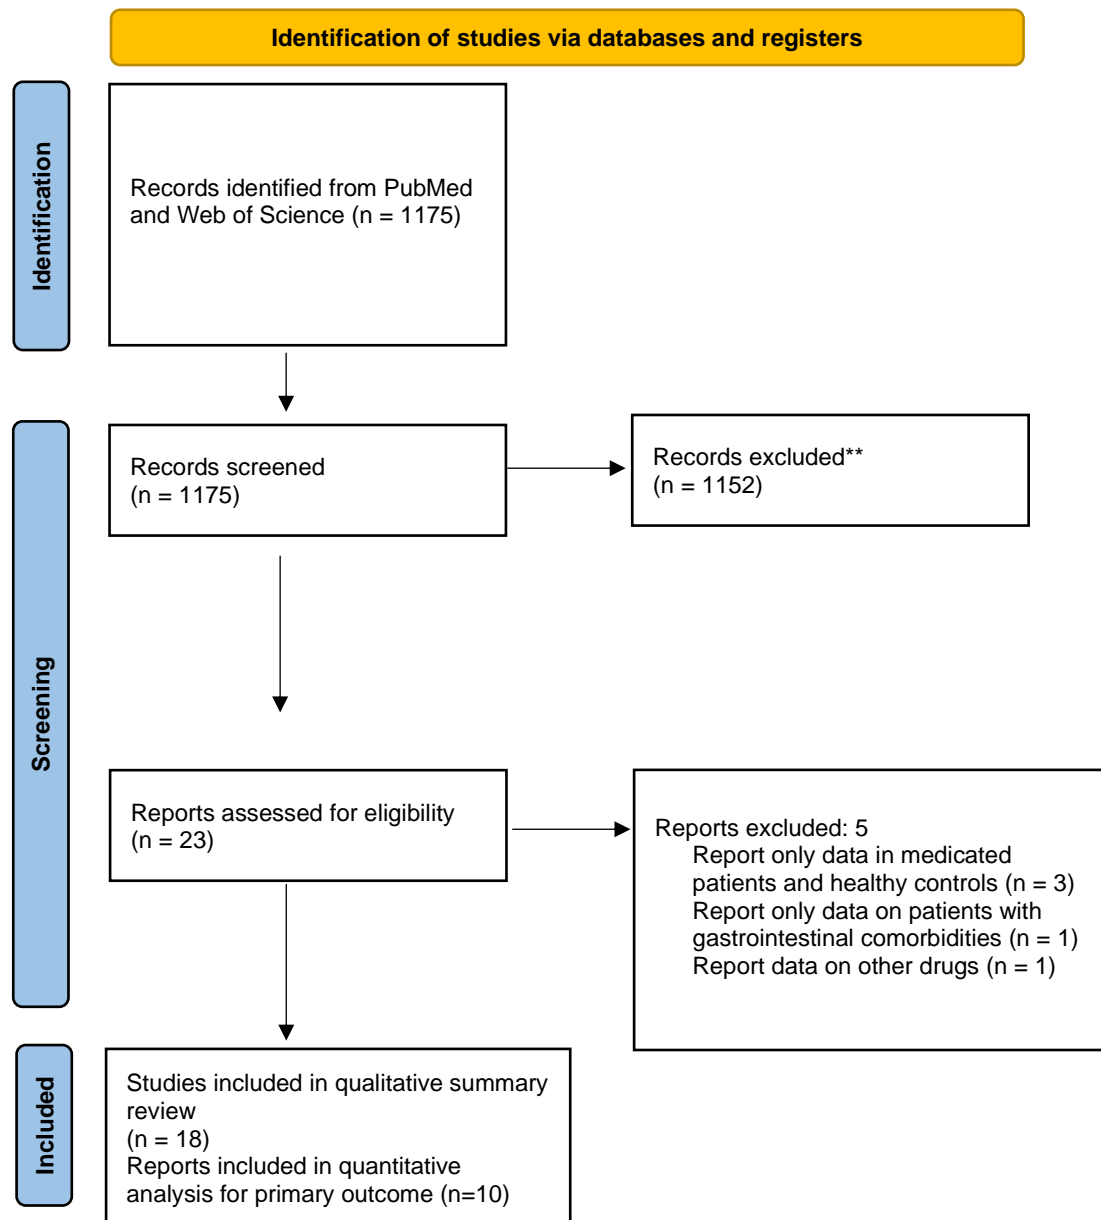 Identification of studies via databases and registers
Identification
Records identified from PubMed
and Web of Science (n = 1175)
Screening
Records screened
(n = 1175)
Records excluded**
(n = 1152)
Reports assessed for eligibility
(n = 23)
Reports excluded: 5
Report only data in medicated
patients and healthy controls (n = 3)
Report only data on patients with
gastrointestinal comorbidities (n = 1)
Report data on other drugs (n = 1)
Included
Studies included in qualitative summary
review
(n = 18)
Reports included in quantitative
analysis for primary outcome (n=10)